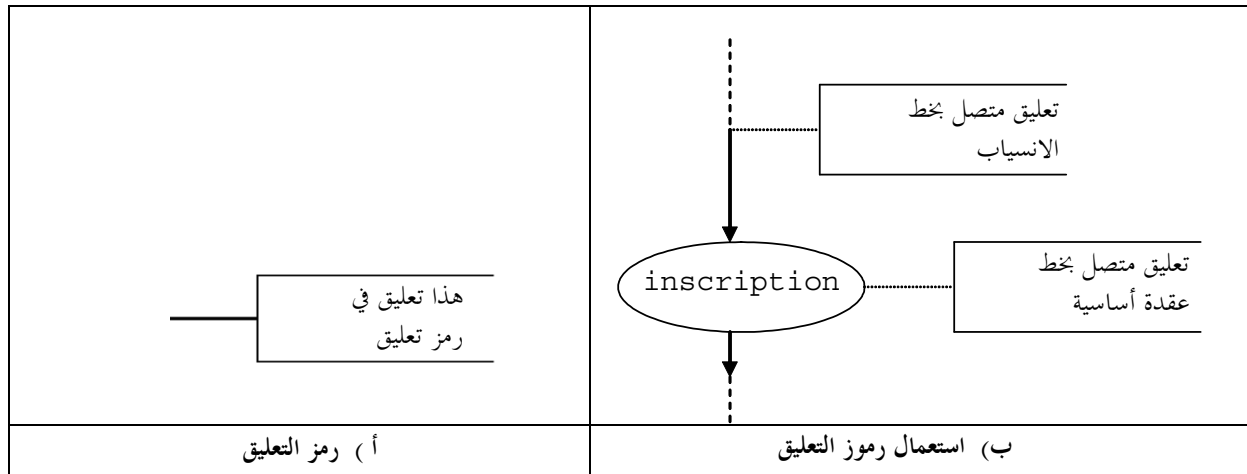 تعليق متصل بخط
الانسياب
inscription
تعليق متصل بخط
عقدة أساسية
ب) استعمال رموز التعليق
هذا تعليق في
رمز تعليق
أ ) رمز التعليق